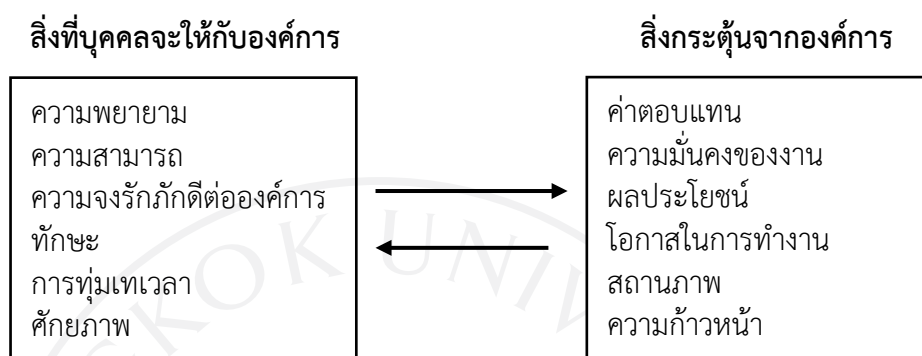 สิ่งที่บุคคลจะให้กับองค์การ
ความพยายาม
ความสามารถ
ความจงรักภักดีต่อองค์การ
ทักษะ
การทุ่มเทเวลา
ศักยภาพ
สิ่งกระตุ้นจากองค์การ
ค่าตอบแทน
ความมั่นคงของงาน
ผลประโยชน์
โอกาสในการทำงาน
สถานภาพ
ความก้าวหน้า